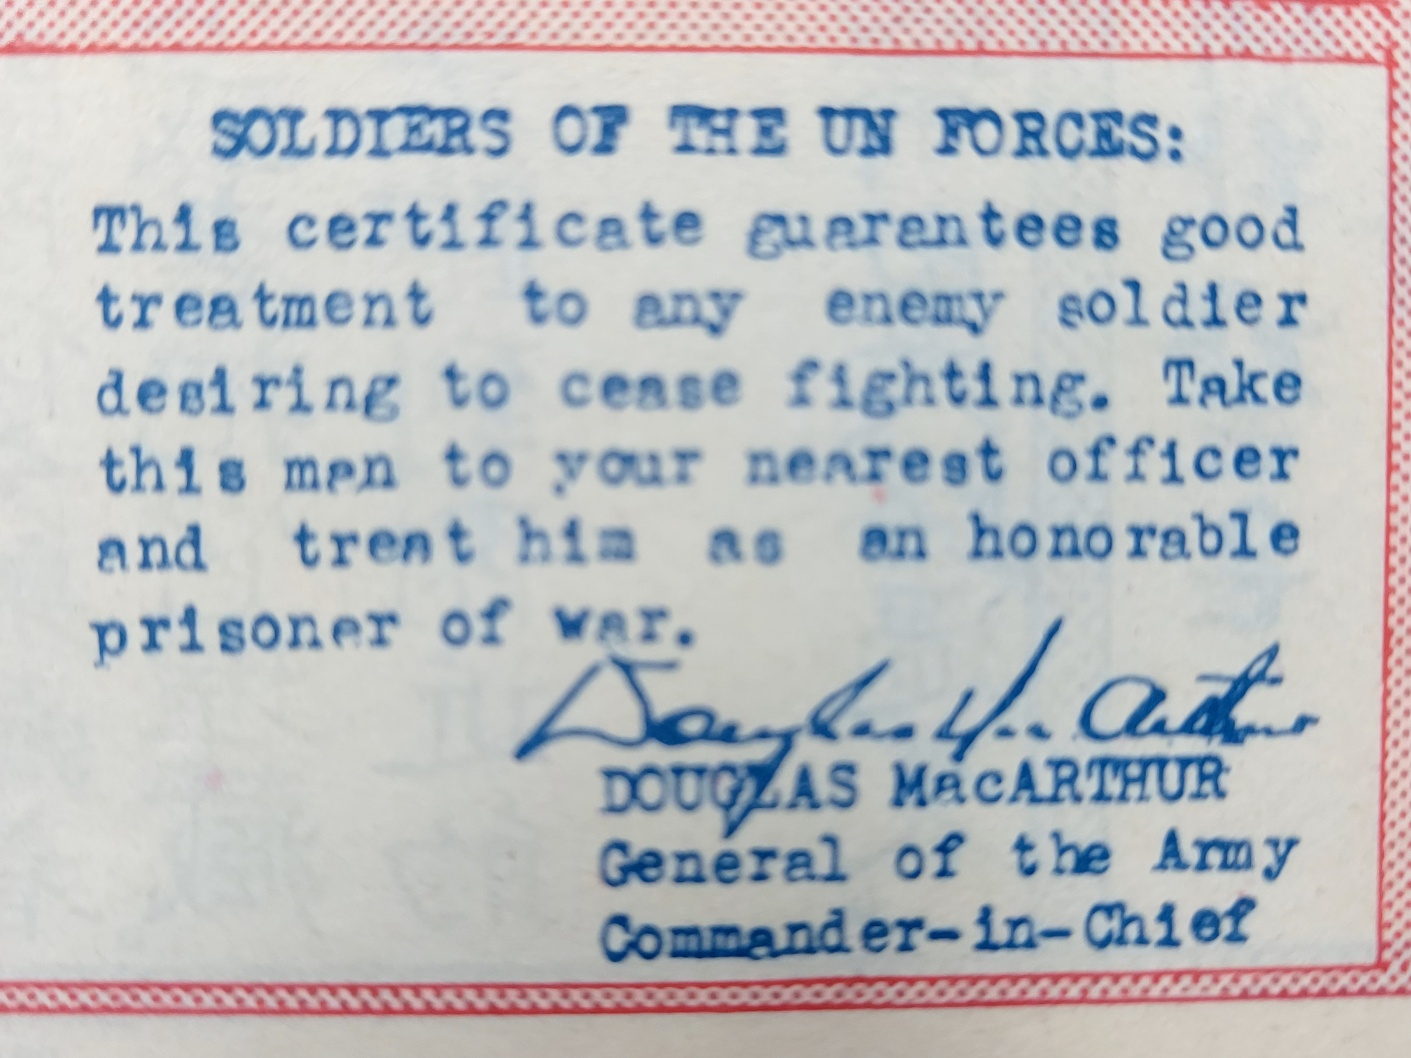 SOLDIERS OF THE UN FORCES:
This certificate guarantees good
treatment to any enemy soldier
desiring to cease fighting. Take
this man to your nearest officer
and treat him as an honorable
prisoner of war.
Douglas MacArthur
DOUGLAS MacARTHUR
General of the Army
Commander-in-Chief